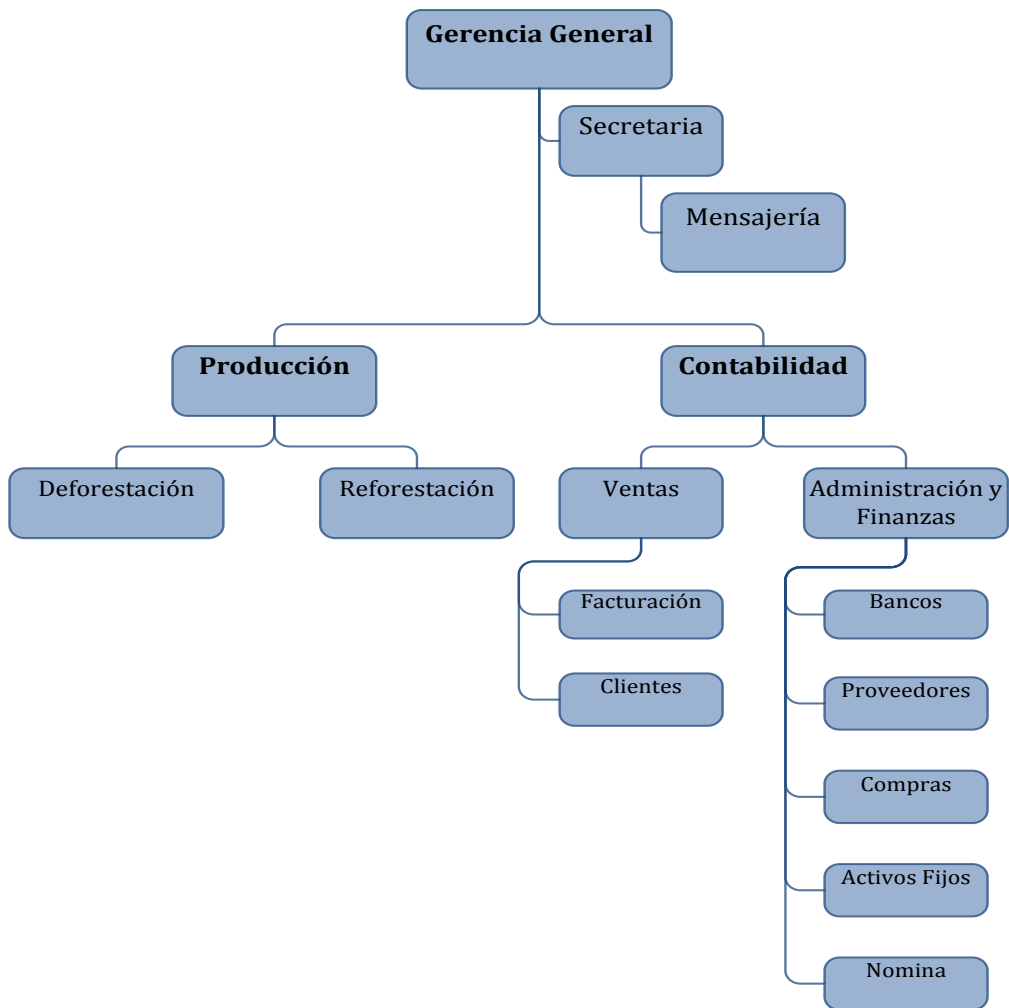 Gerencia General
Secretaria
Mensajería
Producción
Contabilidad
Deforestación
Reforestación
Ventas
Administración y
Finanzas
Facturación
Clientes
Bancos
Proveedores
Compras
Activos Fijos
Nomina